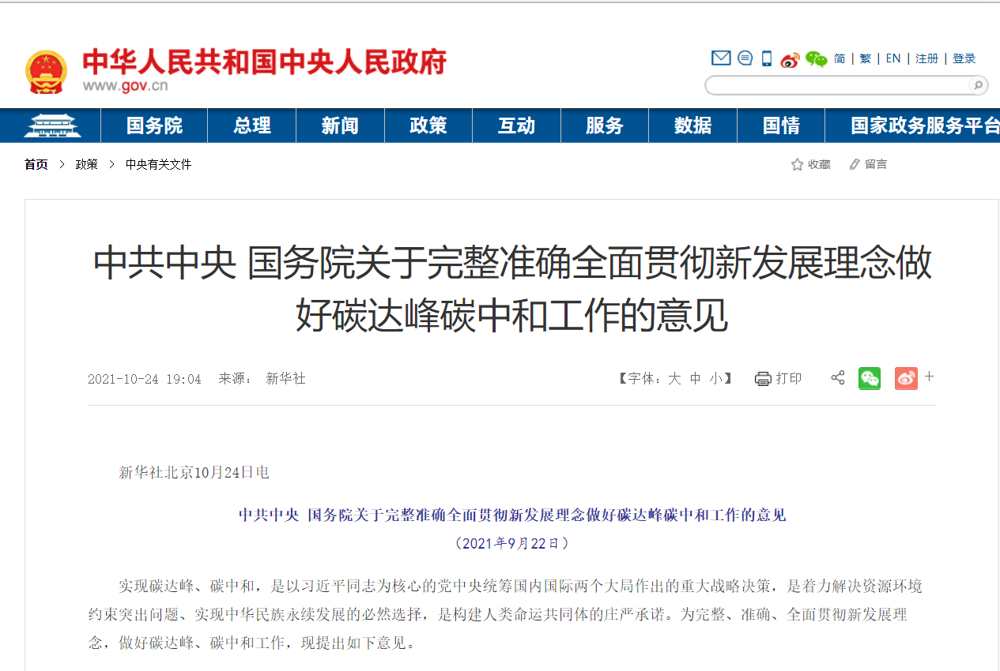 中华人民共和国中央人民政府
www.gov.cn
简 | 繁 | EN | 注册 | 登录
国务院 总理 新闻 政策 互动 服务 数据 国情 国家政务服务平台
首页 > 政策 > 中央有关文件 收藏 留言
中共中央 国务院关于完整准确全面贯彻新发展理念做
好碳达峰碳中和工作的意见
2021-10-24 19:04 来源： 新华社 【字体：大 中 小】 打印
新华社北京10月24日电
中共中央 国务院关于完整准确全面贯彻新发展理念做好碳达峰碳中和工作的意见
（2021年9月22日）
实现碳达峰、碳中和，是以习近平同志为核心的党中央统筹国内国际两个大局作出的重大战略决策，是着力解决资源环境
约束突出问题、实现中华民族永续发展的必然选择，是构建人类命运共同体的庄严承诺。为完整、准确、全面贯彻新发展理
念，做好碳达峰、碳中和工作，现提出如下意见。